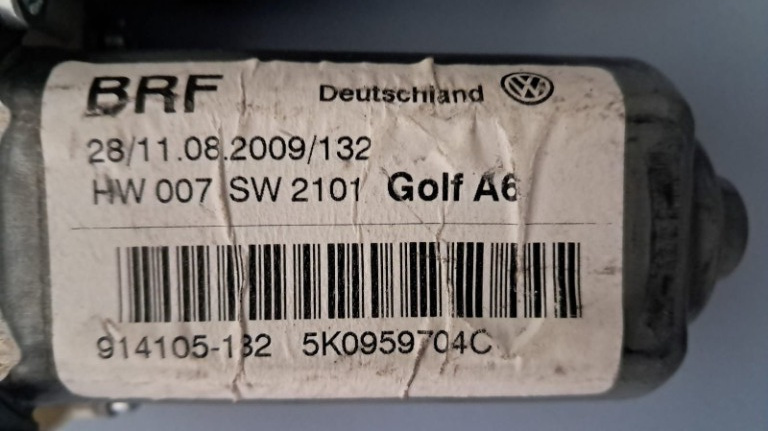 BRF Deutschland
28/11.08.2009/132
HW 007 SW 2101 Golf A6
914105-132 5K0959704C